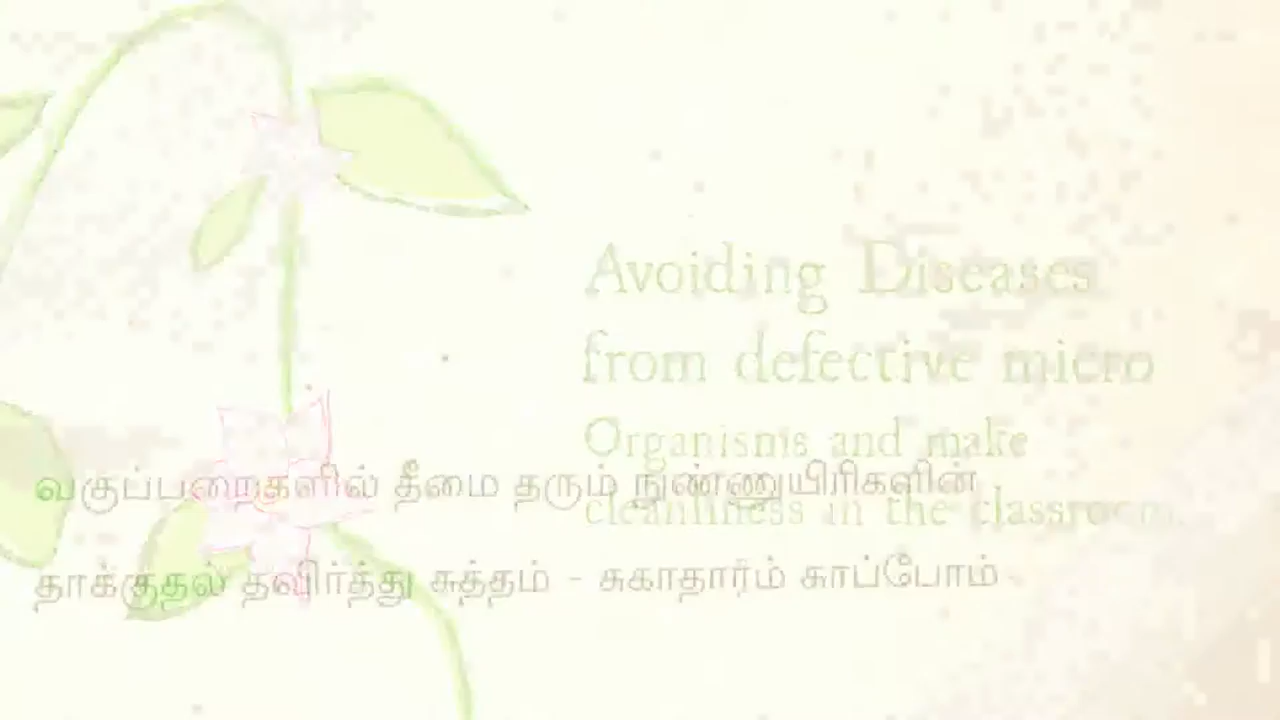 Avoiding Diseases
from defective micro
Organisms and make
cleanliness in the classroom.
வகுப்பறைகளில் தீமை தரும் நுண்ணுயிரிகளின்
தாக்குதல் தவிர்த்து சுத்தம் - சுகாதார்ம் காப்போம்